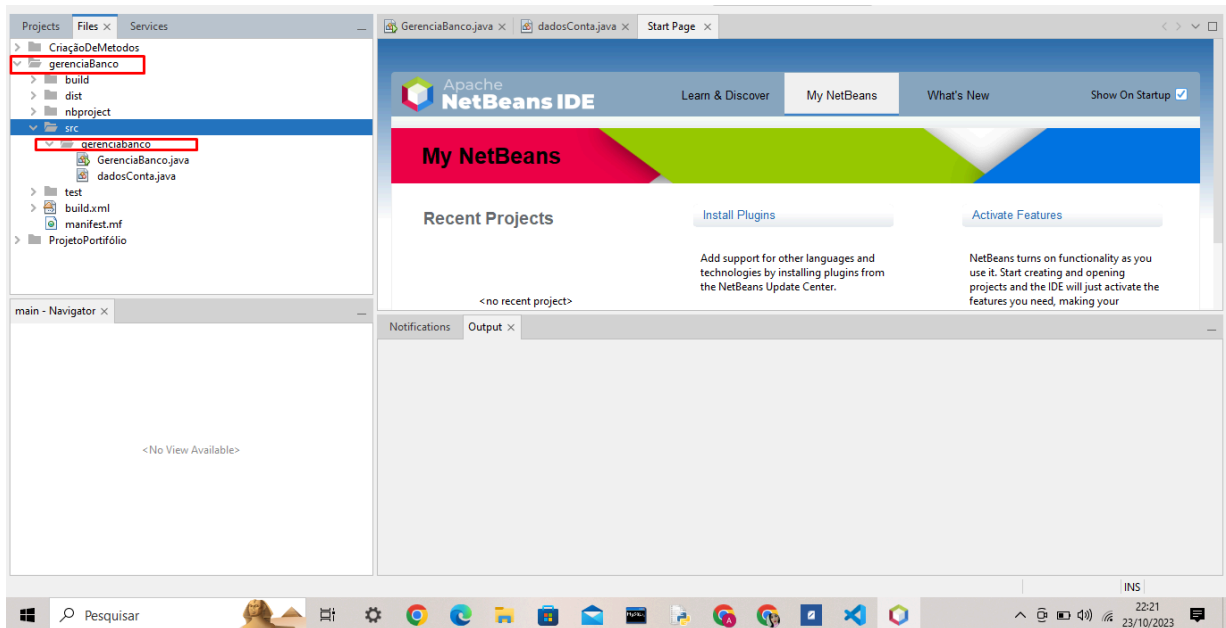 Projects Files × Services
CriaçãoDeMetodos
gerenciaBanco
build
dist
nbproject
src
gerenciabanco
GerenciaBanco.java
dadosConta.java
test
build.xml
manifest.mf
ProjetoPortifólio
main - Navigator ×
<No View Available>
GerenciaBanco.java × dadosConta.java × Start Page ×
Apache
NetBeans IDE
Learn & Discover My NetBeans What's New Show On Startup
My NetBeans
Recent Projects
<no recent project>
Install Plugins
Add support for other languages and
technologies by installing plugins from
the NetBeans Update Center.
Activate Features
NetBeans turns on functionality as you
use it. Start creating and opening
projects and the IDE will just activate the
features you need, making your
Notifications Output ×
INS
Pesquisar
22:21
23/10/2023